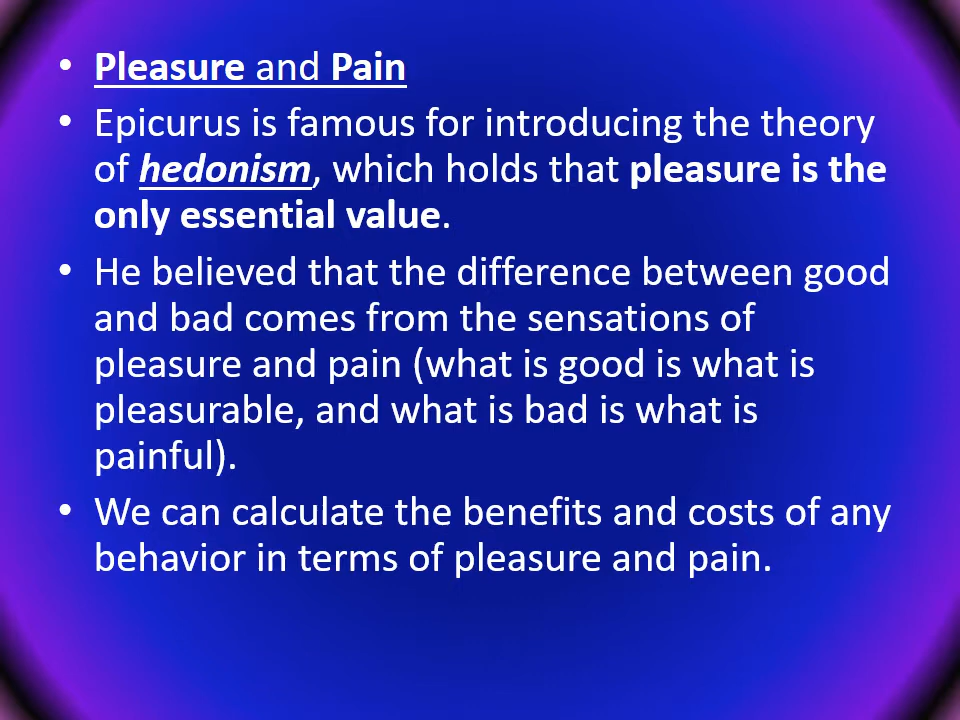 • Pleasure and Pain
• Epicurus is famous for introducing the theory
of hedonism, which holds that pleasure is the
only essential value.
• He believed that the difference between good
and bad comes from the sensations of
pleasure and pain (what is good is what is
pleasurable, and what is bad is what is
painful).
• We can calculate the benefits and costs of any
behavior in terms of pleasure and pain.